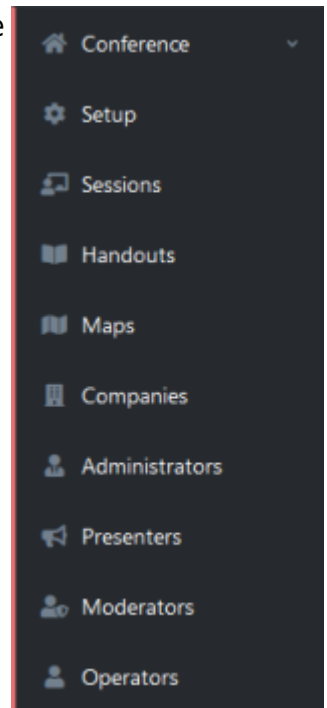 e
Conference
Setup
Sessions
Handouts
Maps
Companies
Administrators
Presenters
Moderators
Operators